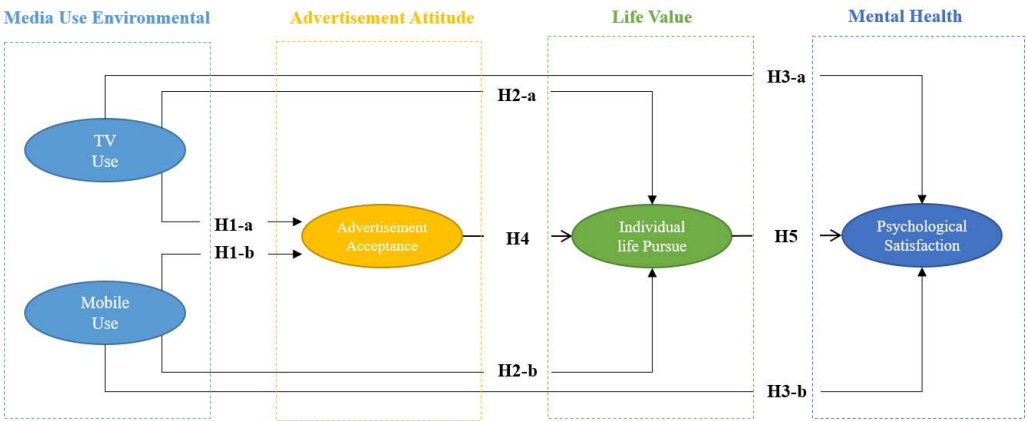 Media Use Environmental
Advertisement Attitude
Life Value
Mental Health
H3-a
H2-a
TV
Use
H1-a
H1-b
Advertisement
Acceptance
H4
Individual
life Pursue
H5
Psychological
Satisfaction
Mobile
Use
H2-b
H3-b